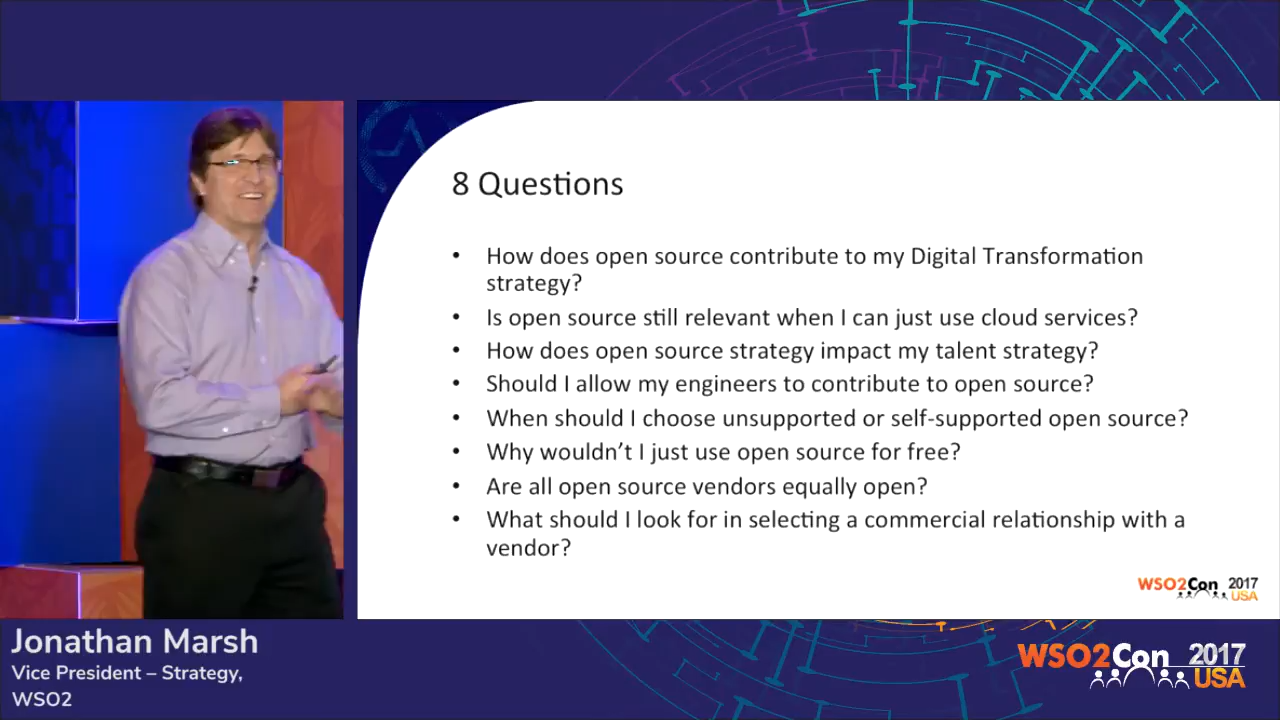 8 Questions
• How does open source contribute to my Digital Transformation
strategy?
• Is open source still relevant when I can just use cloud services?
• How does open source strategy impact my talent strategy?
• Should I allow my engineers to contribute to open source?
• When should I choose unsupported or self-supported open source?
• Why wouldn’t I just use open source for free?
• Are all open source vendors equally open?
• What should I look for in selecting a commercial relationship with a
vendor?
WSO2Con 2017
USA
Jonathan Marsh
Vice President – Strategy,
WSO2
WSO2Con 2017
USA